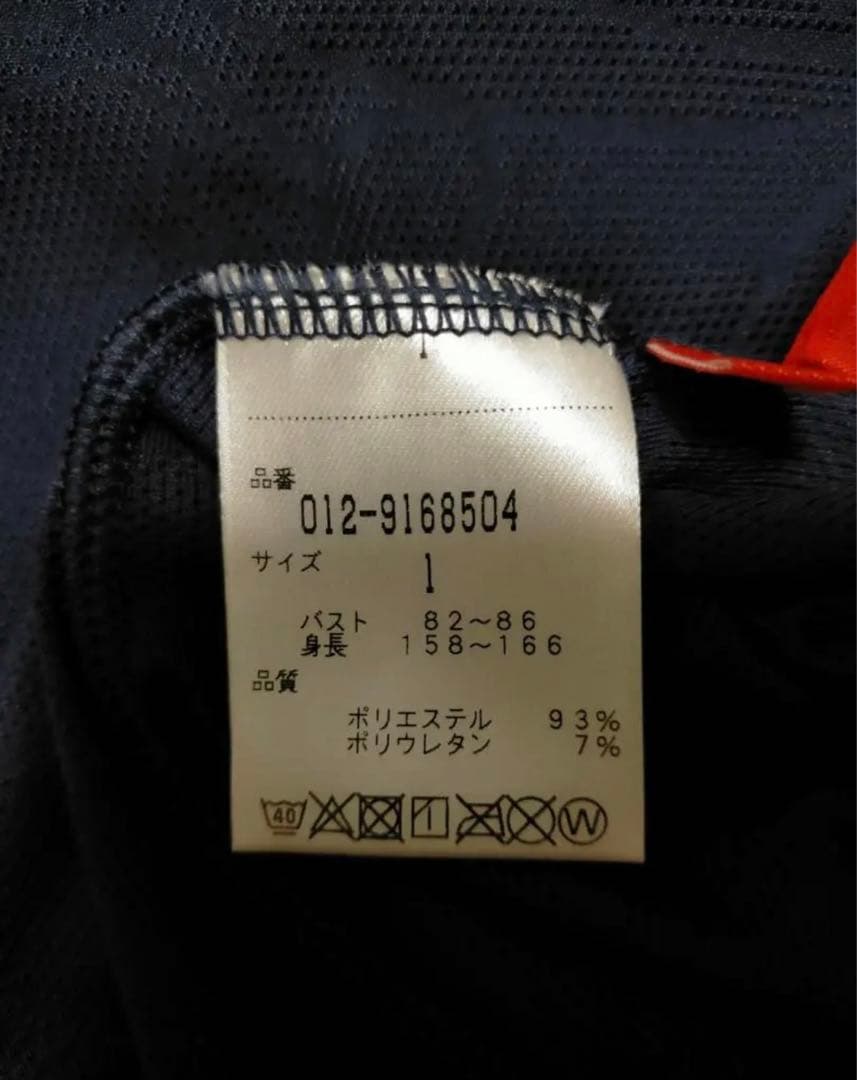 品番
012-9168504
サイズ
1
バスト 82～86
身長 158～166
品質
ポリエステル 93%
ポリウレタン 7%
40
W